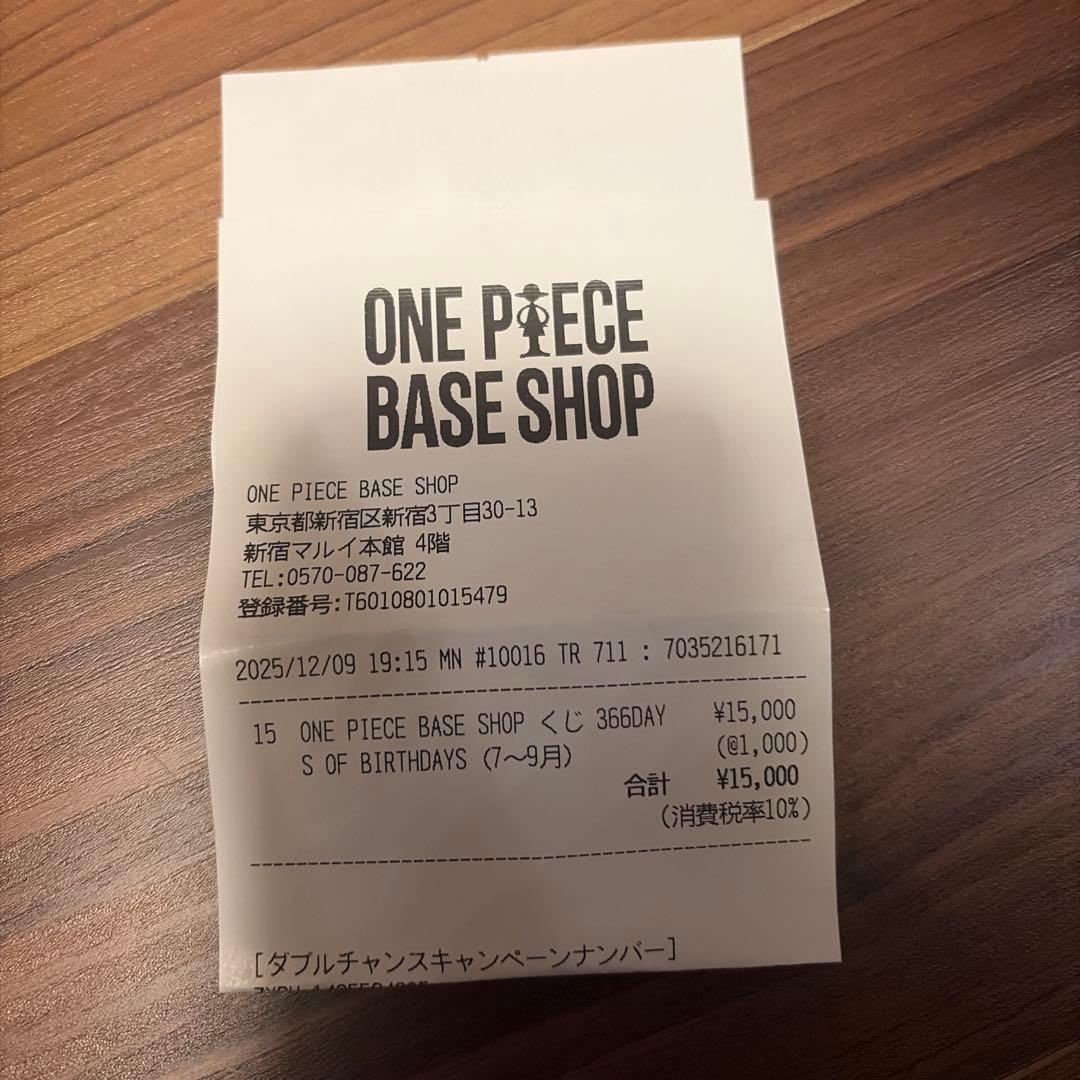 ONE PIECE
BASE SHOP
ONE PIECE BASE SHOP
東京都新宿区新宿3丁目30-13
新宿マルイ本館 4階
TEL:0570-087-622
登録番号:T6010801015479
2025/12/09 19:15 MN #10016 TR 711 : 7035216171
15 ONE PIECE BASE SHOP くじ 366DAY ¥15,000
S OF BIRTHDAYS (7〜9月) (@1,000)
合計 ¥15,000
(消費税率10%)
[ダブルチャンスキャンペーンナンバー]